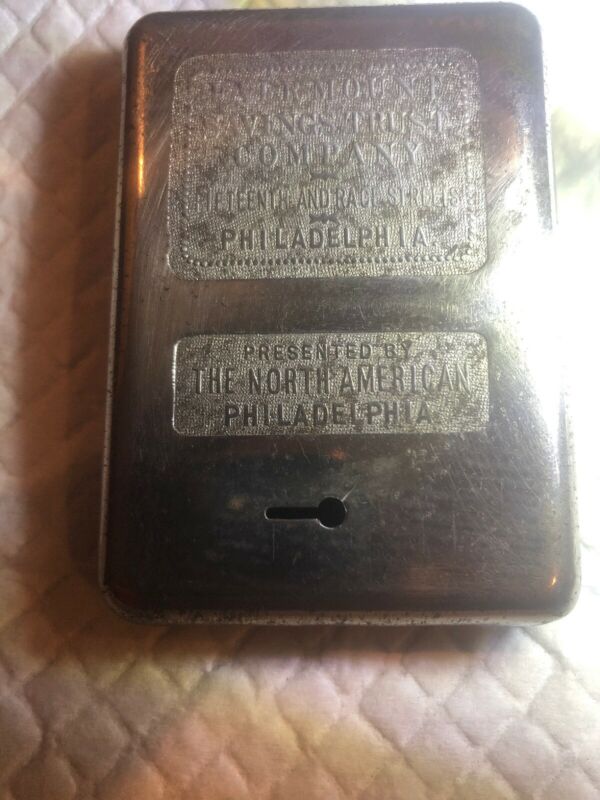 SAVINGS TRUST
COMPANY
FIFTEENTH AND RACE STREETS
PHILADELPHIA
PRESENTED BY
THE NORTH AMERICAN
PHILADELPHIA